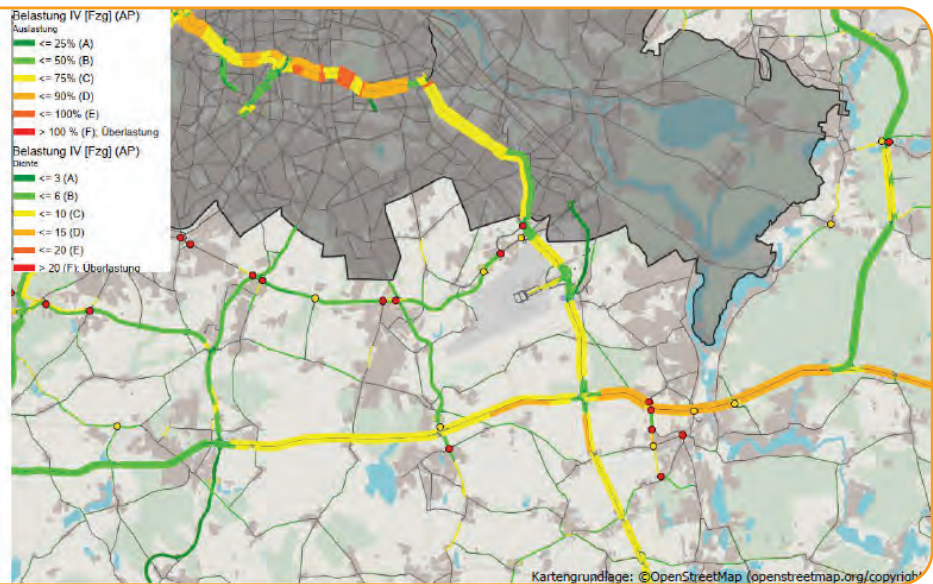 Belastung IV [Fzg] (AP)
Auslastung
<= 25% (A)
<= 50% (B)
<= 75% (C)
<= 90% (D)
<= 100% (E)
> 100 % (F); Überlastung
Belastung IV [Fzg] (AP)
Dichte
<= 3 (A)
<= 6 (B)
<= 10 (C)
<= 15 (D)
<= 20 (E)
> 20 (F); Überlastung
Kartengrundlage: ©OpenStreetMap (openstreetmap.org/copyright